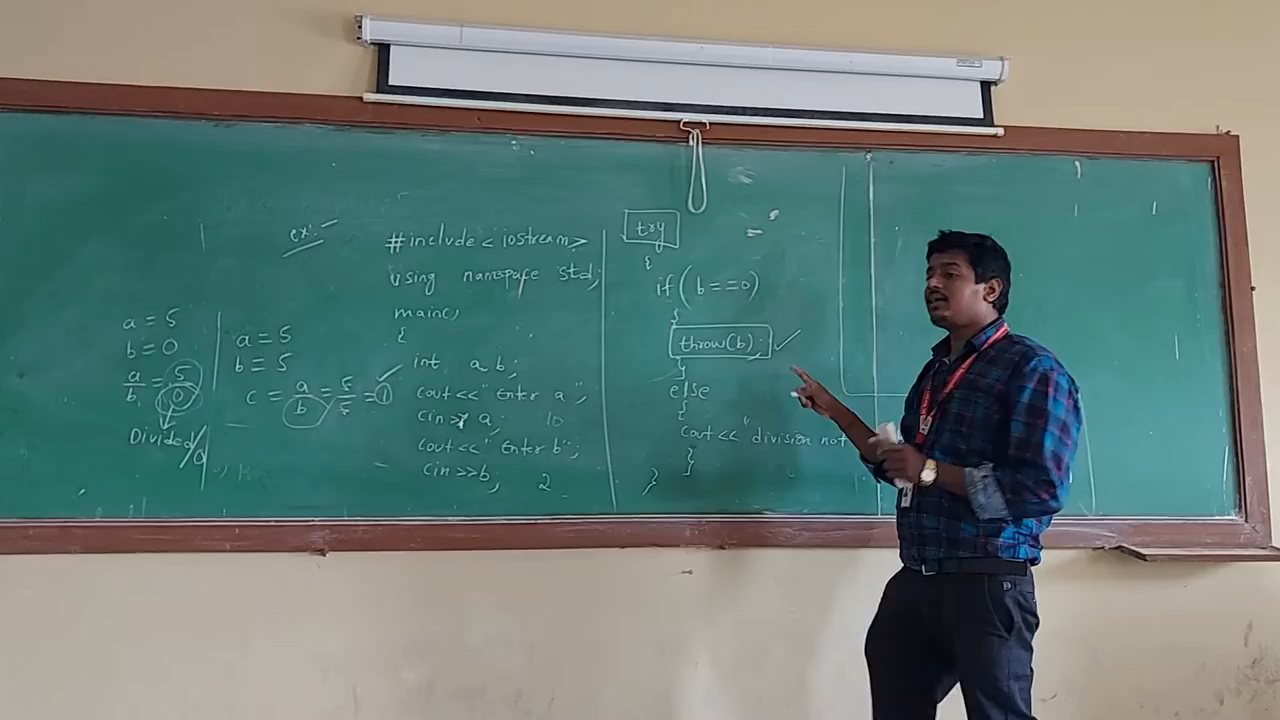 ex:-
a = 5
b = 0
a/b = 5/0
Divided/0
a = 5
b = 5
c = a/b = 5/5 = 1
#include <iostream>
using namespace std;
main()
{
int a b;
cout << "Enter a";
cin >> a, 10
cout << "Enter b";
cin >> b, 2
try
{
if (b == 0)
{
throw(b);
}
else
{
cout << "division not
}
}